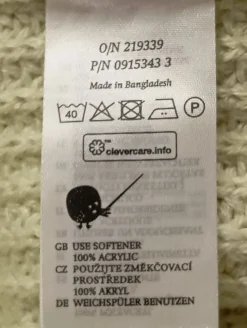 O/N 219339
P/N 0915343 3
Made in Bangladesh
40 P
clevercare.info
GB USE SOFTENER
100% ACRYLIC
CZ POUŽIJTE ZMĚKČOVACÍ
PROSTŘEDEK
100% AKRYL
DE WEICHSPÜLER BENUTZEN